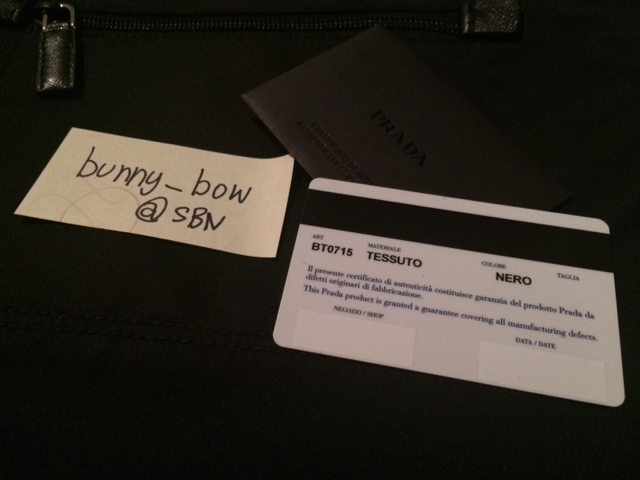 bunny_bow
@SBN
PRADA
ART.
BT0715
MATERIALE
TESSUTO
COLORE
NERO
TAGLIA
Il presente certificato di autenticità costituisce garanzia del prodotto Prada da
difetti originari di fabbricazione.
This Prada product is granted a guarantee covering all manufacturing defects.
NEGOZIO / SHOP
DATA / DATE